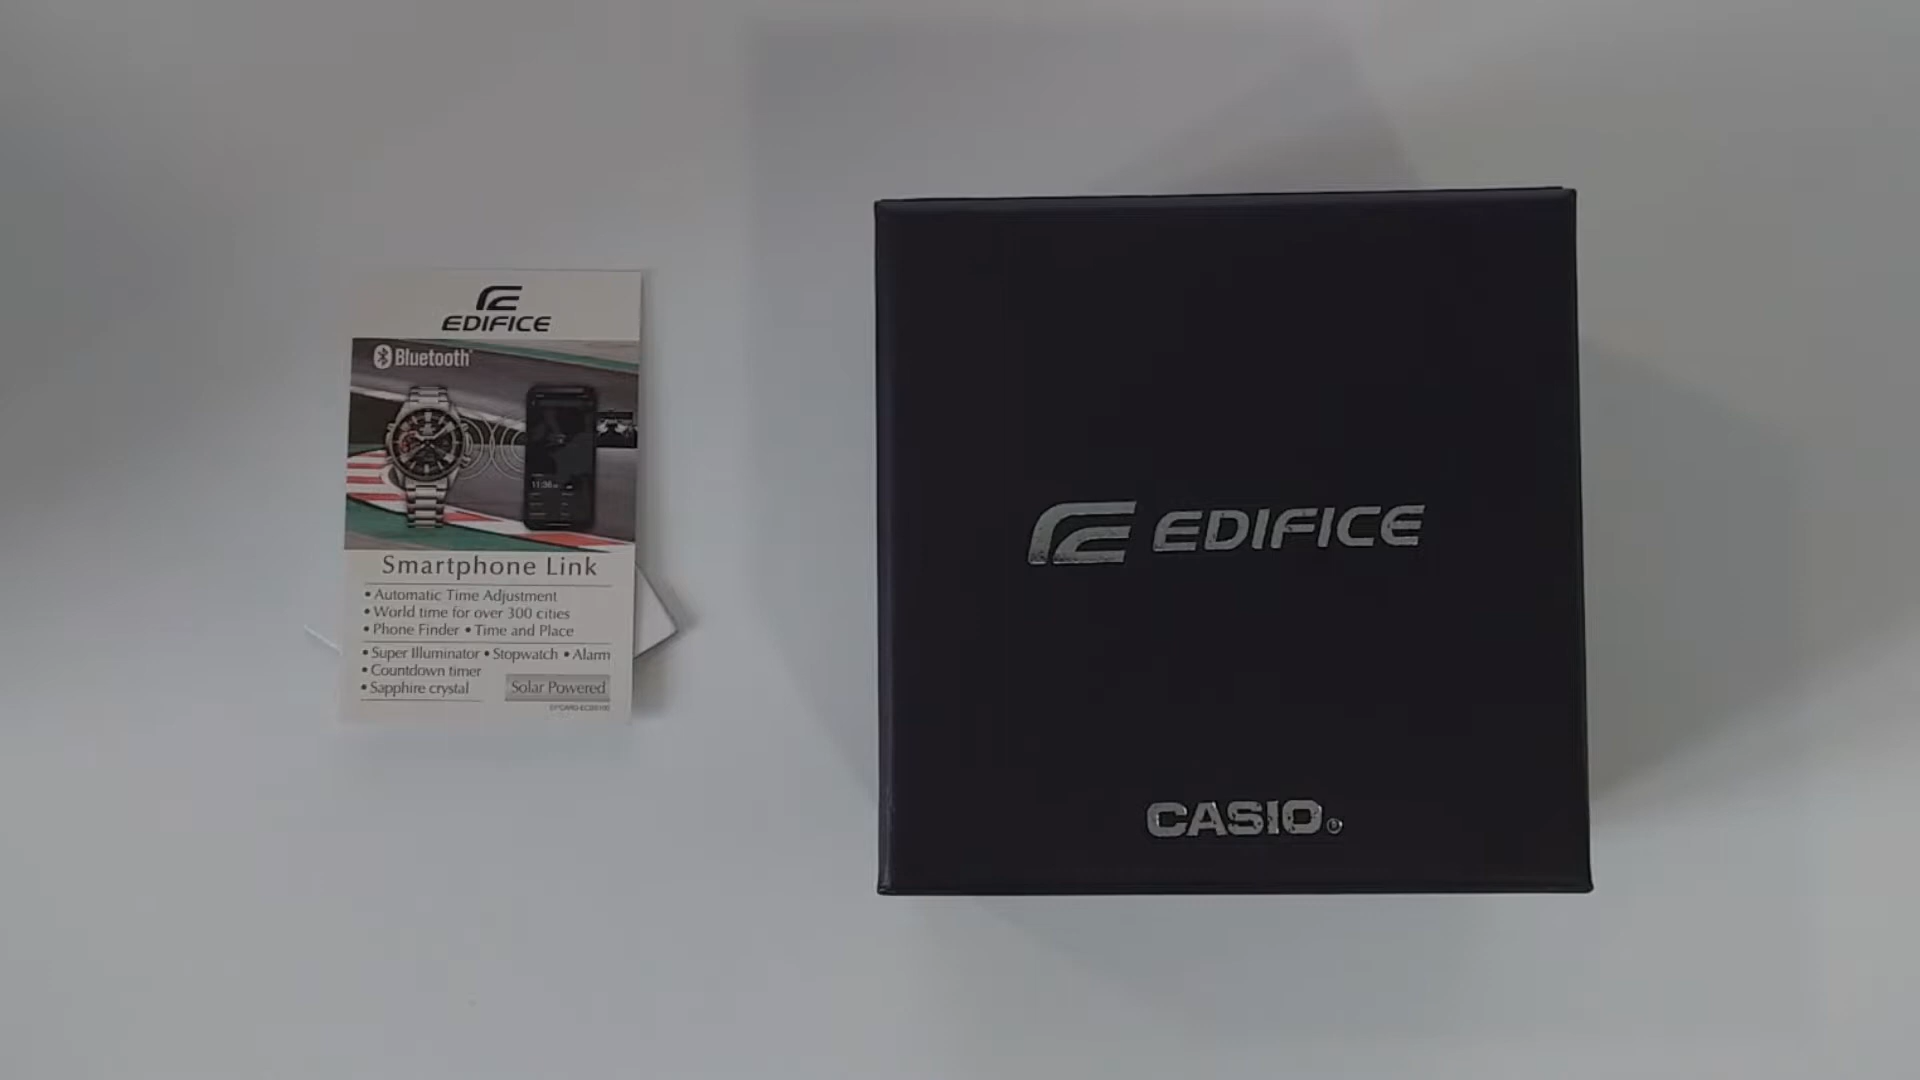 EDIFICE
Bluetooth®
11:36
Smartphone Link
• Automatic Time Adjustment
• World time for over 300 cities
• Phone Finder • Time and Place
• Super Illuminator • Stopwatch • Alarm
• Countdown timer
• Sapphire crystal
Solar Powered
EDIFICE
CASIO®